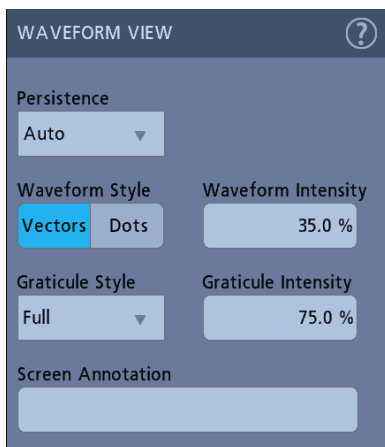 WAVEFORM VIEW ?
Persistence
Auto
Waveform Style Waveform Intensity
Vectors Dots 35.0 %
Graticule Style Graticule Intensity
Full 75.0 %
Screen Annotation